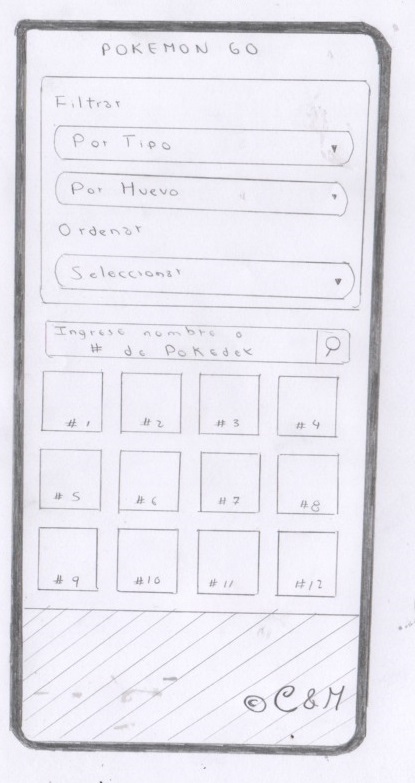 POKEMON GO
Filtrar
Por Tipo
Por Huevo
Ordenar
Seleccionar
Ingrese nombre o
# de Pokedex
#1 #2 #3 #4
#5 #6 #7 #8
#9 #10 #11 #12
© C&M